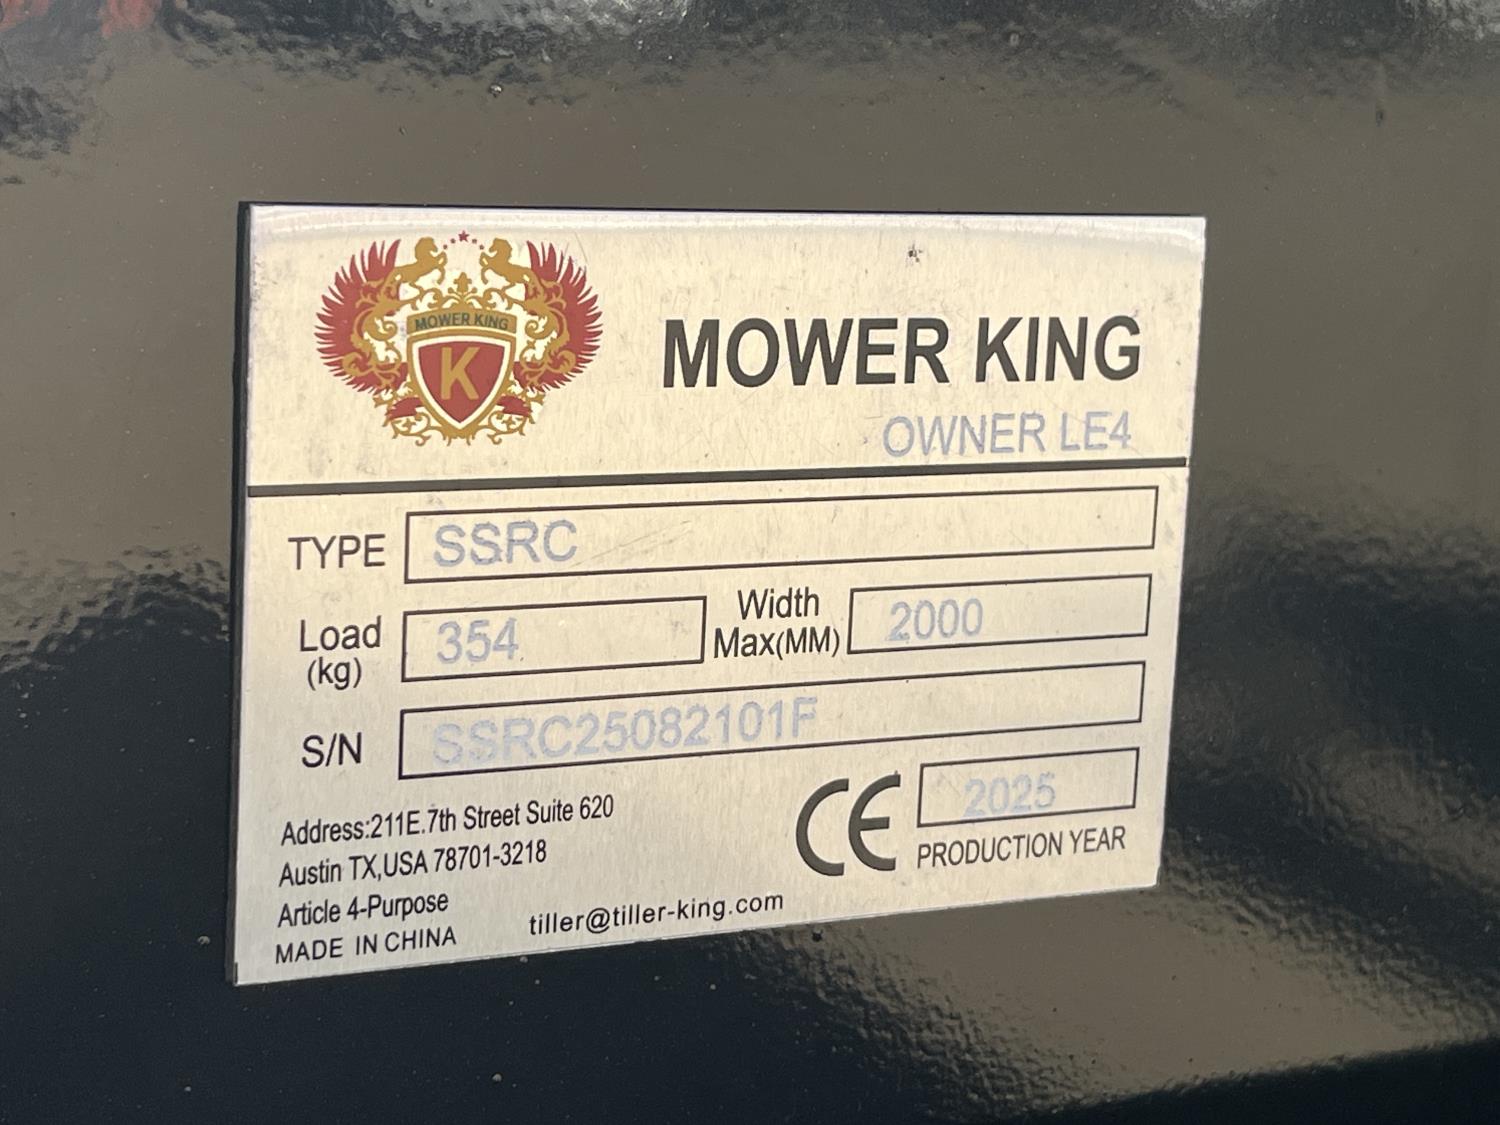 MOWER KING
K
MOWER KING
OWNER LE4
TYPE SSRC
Load (kg) 354 Width Max(MM) 2000
S/N SSRC25082101F
Address:211E.7th Street Suite 620
Austin TX,USA 78701-3218
Article 4-Purpose
MADE IN CHINA
tiller@tiller-king.com
CE 2025
PRODUCTION YEAR